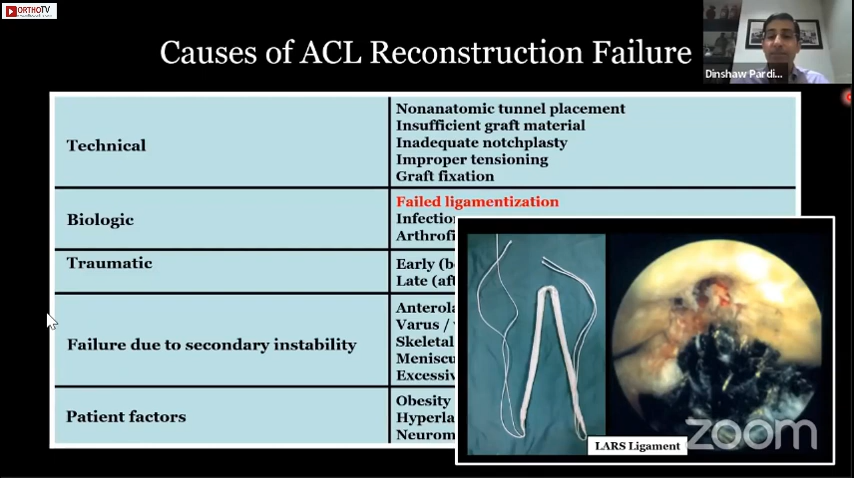 ORTHOTV
Causes of ACL Reconstruction Failure
Dinshaw Pardi...
Technical
Nonanatomic tunnel placement
Insufficient graft material
Inadequate notchplasty
Improper tensioning
Graft fixation
Biologic
Failed ligamentization
Infectio
Arthrofi
Traumatic
Early (b
Late (aft
Failure due to secondary instability
Anterola
Varus /
Skeletal
Meniscu
Excessiv
Patient factors
Obesity
Hyperla
Neurom
LARS Ligament
zoom